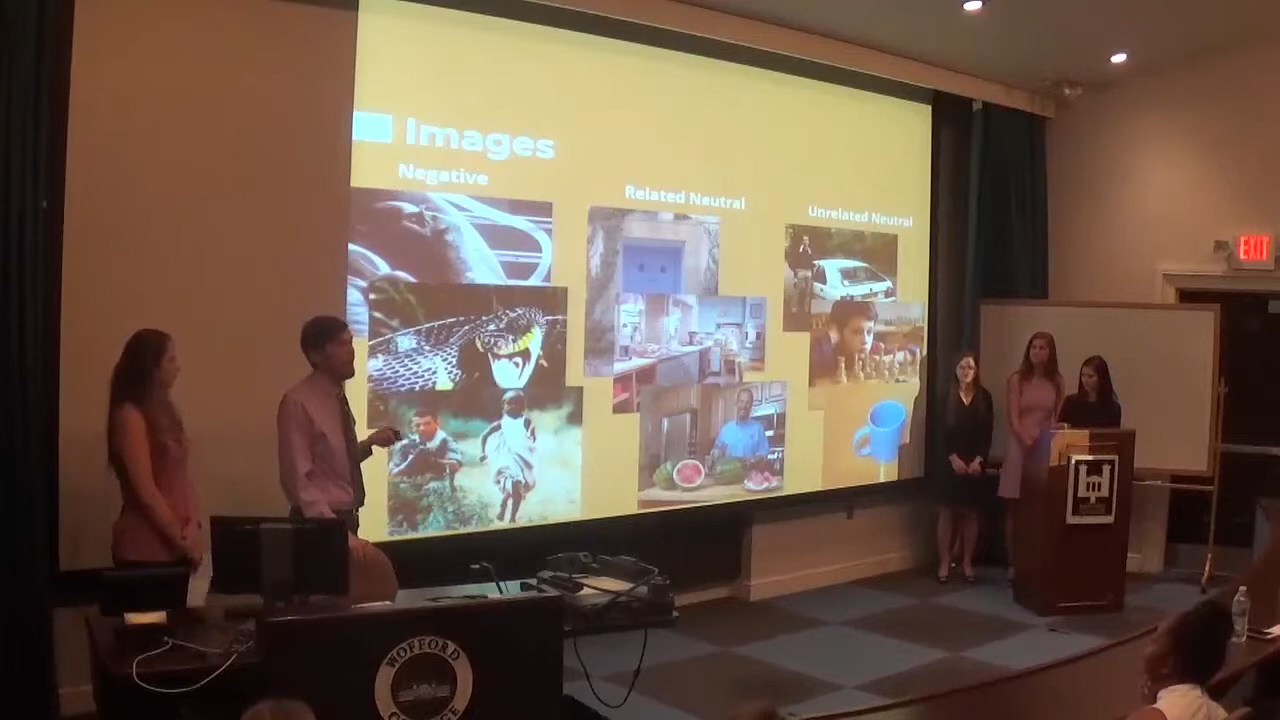 Images
Negative
Related Neutral
Unrelated Neutral
EXIT
WOFFORD
COLLEGE